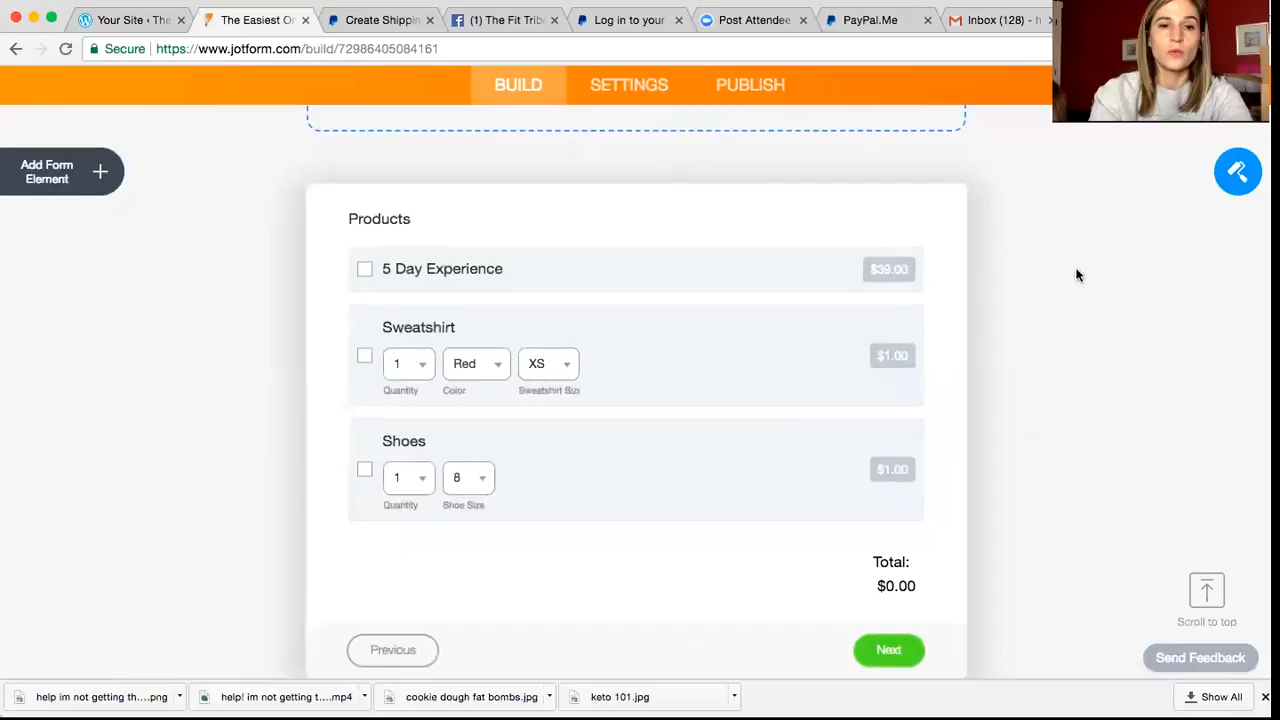 Your Site ‹ The
The Easiest Or
Create Shippin
(1) The Fit Trib
Log in to your
Post Attendee
PayPal.Me
Inbox (128) - h
Secure
https://www.jotform.com/build/72986405084161
BUILD
SETTINGS
PUBLISH
Add Form
Element
Products
5 Day Experience
$39.00
Sweatshirt
1
Red
XS
$1.00
Quantity
Color
Sweatshirt Size
Shoes
1
8
$1.00
Quantity
Shoe Size
Total:
$0.00
Scroll to top
Previous
Next
Send Feedback
help im not getting th....png
help! im not getting t....mp4
cookie dough fat bombs.jpg
keto 101.jpg
Show All